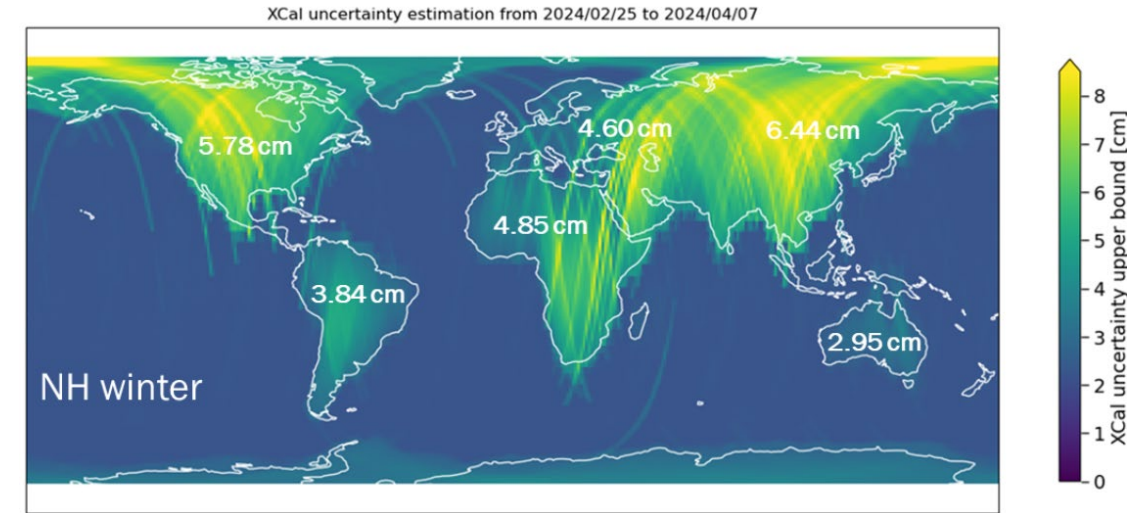 XCal uncertainty estimation from 2024/02/25 to 2024/04/07
5.78 cm
4.60 cm
6.44 cm
4.85 cm
3.84 cm
2.95 cm
NH winter
8
7
6
5
4
3
2
1
0
XCal uncertainty upper bound [cm]